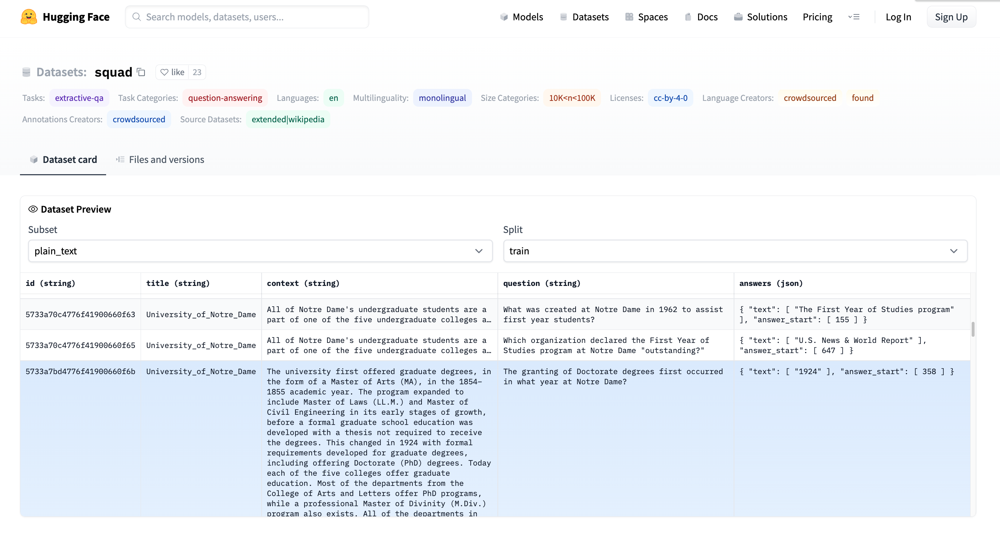 Hugging Face
Search models, datasets, users...
Models
Datasets
Spaces
Docs
Solutions
Pricing
Log In
Sign Up
Datasets: squad
like 23
Tasks: extractive-qa Task Categories: question-answering Languages: en Multilinguality: monolingual Size Categories: 10K<n<100K Licenses: cc-by-4-0 Language Creators: crowdsourced found
Annotations Creators: crowdsourced Source Datasets: extended|wikipedia
Dataset card
Files and versions
Dataset Preview
Subset
plain_text
Split
train
id (string)
title (string)
context (string)
question (string)
answers (json)
5733a70c4776f41900660f63
University_of_Notre_Dame
All of Notre Dame's undergraduate students are a
part of one of the five undergraduate colleges a…
What was created at Notre Dame in 1962 to assist
first year students?
{ "text": [ "The First Year of Studies program"
], "answer_start": [ 155 ] }
5733a70c4776f41900660f65
University_of_Notre_Dame
All of Notre Dame's undergraduate students are a
part of one of the five undergraduate colleges a…
Which organization declared the First Year of
Studies program at Notre Dame "outstanding?"
{ "text": [ "U.S. News & World Report" ],
"answer_start": [ 647 ] }
5733a7bd4776f41900660f6b
University_of_Notre_Dame
The university first offered graduate degrees, in
the form of a Master of Arts (MA), in the 1854–
1855 academic year. The program expanded to
include Master of Laws (LL.M.) and Master of
Civil Engineering in its early stages of growth,
before a formal graduate school education was
developed with a thesis not required to receive
the degrees. This changed in 1924 with formal
requirements developed for graduate degrees,
including offering Doctorate (PhD) degrees. Today
each of the five colleges offer graduate
education. Most of the departments from the
College of Arts and Letters offer PhD programs,
while a professional Master of Divinity (M.Div.)
program also exists. All of the departments in
The granting of Doctorate degrees first occurred
in what year at Notre Dame?
{ "text": [ "1924" ], "answer_start": [ 358 ] }